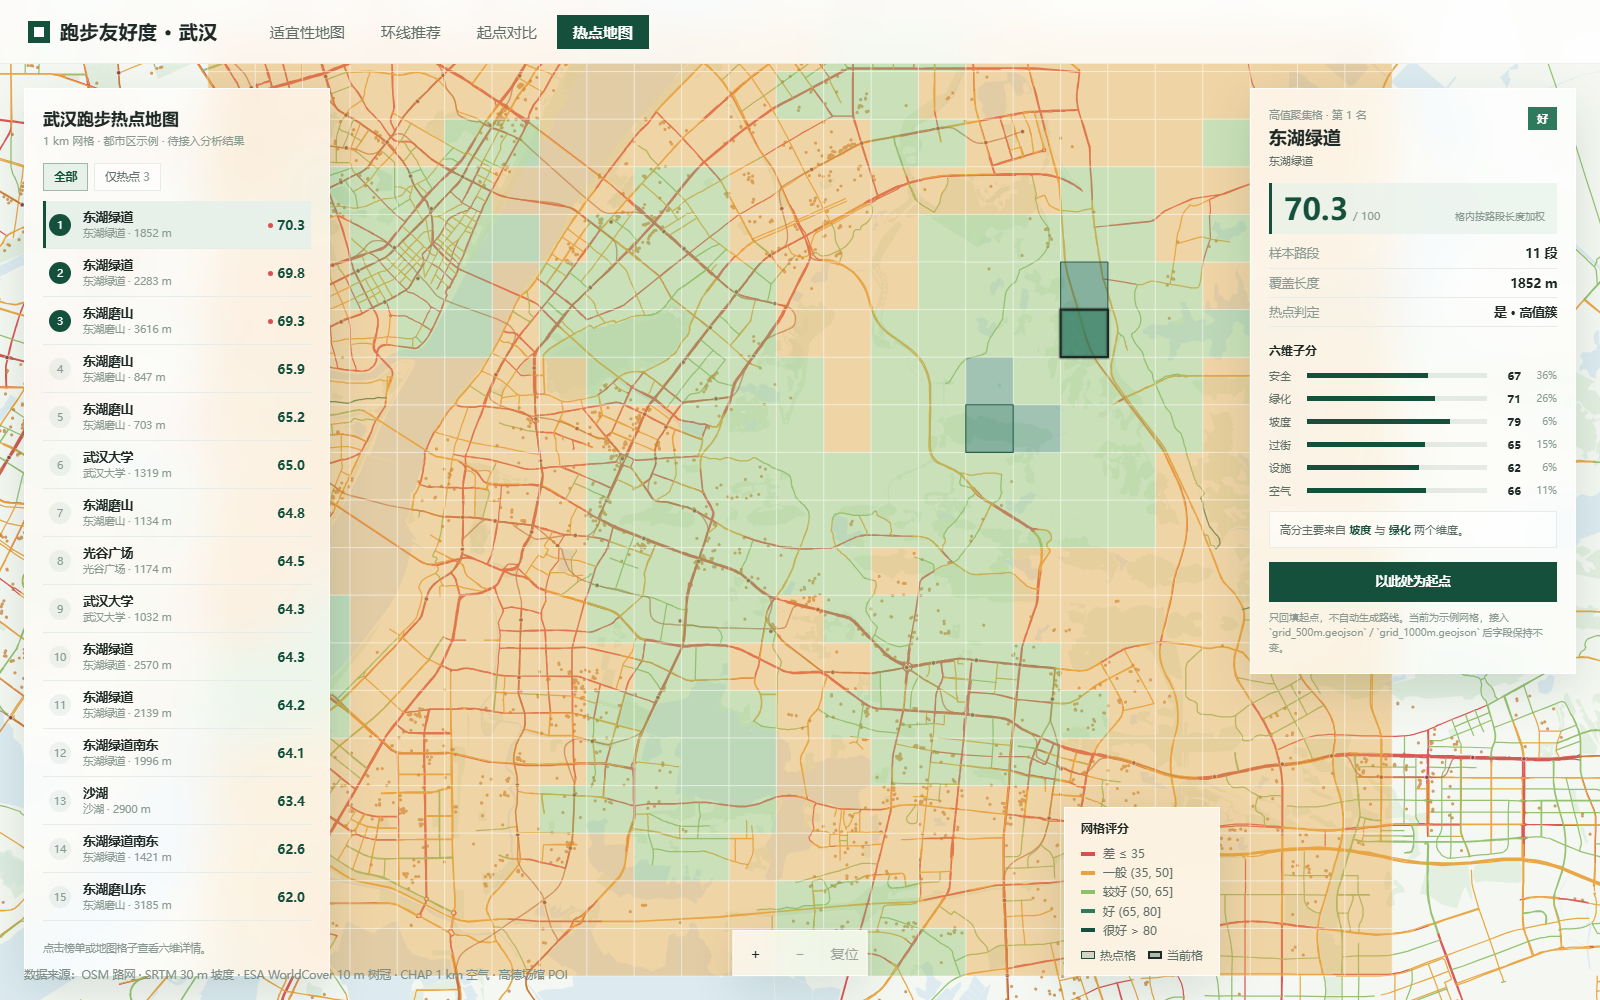 跑步友好度 • 武汉
适宜性地图
环线推荐
起点对比
热点地图
武汉跑步热点地图
1 km 网格 · 都市区示例 · 待接入分析结果
全部
仅热点 3
1
东湖绿道
东湖绿道 · 1852 m
70.3
2
东湖绿道
东湖绿道 · 2283 m
69.8
3
东湖磨山
东湖磨山 · 3616 m
69.3
4
东湖磨山
东湖磨山 · 847 m
65.9
5
东湖磨山
东湖磨山 · 703 m
65.2
6
武汉大学
武汉大学 · 1319 m
65.0
7
东湖磨山
东湖磨山 · 1134 m
64.8
8
光谷广场
光谷广场 · 1174 m
64.5
9
武汉大学
武汉大学 · 1032 m
64.3
10
东湖绿道
东湖绿道 · 2570 m
64.3
11
东湖绿道
东湖绿道 · 2139 m
64.2
12
东湖绿道南东
东湖绿道 · 1996 m
64.1
13
沙湖
沙湖 · 2900 m
63.4
14
东湖绿道南东
东湖绿道 · 1421 m
62.6
15
东湖磨山东
东湖磨山 · 3185 m
62.0
点击榜单或地图格子查看六维详情。
数据来源：OSM 路网 · SRTM 30 m 坡度 · ESA WorldCover 10 m 树冠 · CHAP 1 km 空气 · 高德场馆 POI
+
−
复位
网格评分
差 ≤ 35
一般 (35, 50]
较好 (50, 65]
好 (65, 80]
很好 > 80
热点格
当前格
高值聚集格 · 第 1 名
好
东湖绿道
东湖绿道
70.3 / 100
格内按路段长度加权
样本路段
11 段
覆盖长度
1852 m
热点判定
是 • 高值簇
六维子分
安全 67 36%
绿化 71 26%
坡度 79 6%
过街 65 15%
设施 62 6%
空气 66 11%
高分主要来自 坡度 与 绿化 两个维度。
以此处为起点
只回填起点，不自动生成路线。当前为示例网格，接入
`grid_500m.geojson` / `grid_1000m.geojson` 后字段保持不
变。